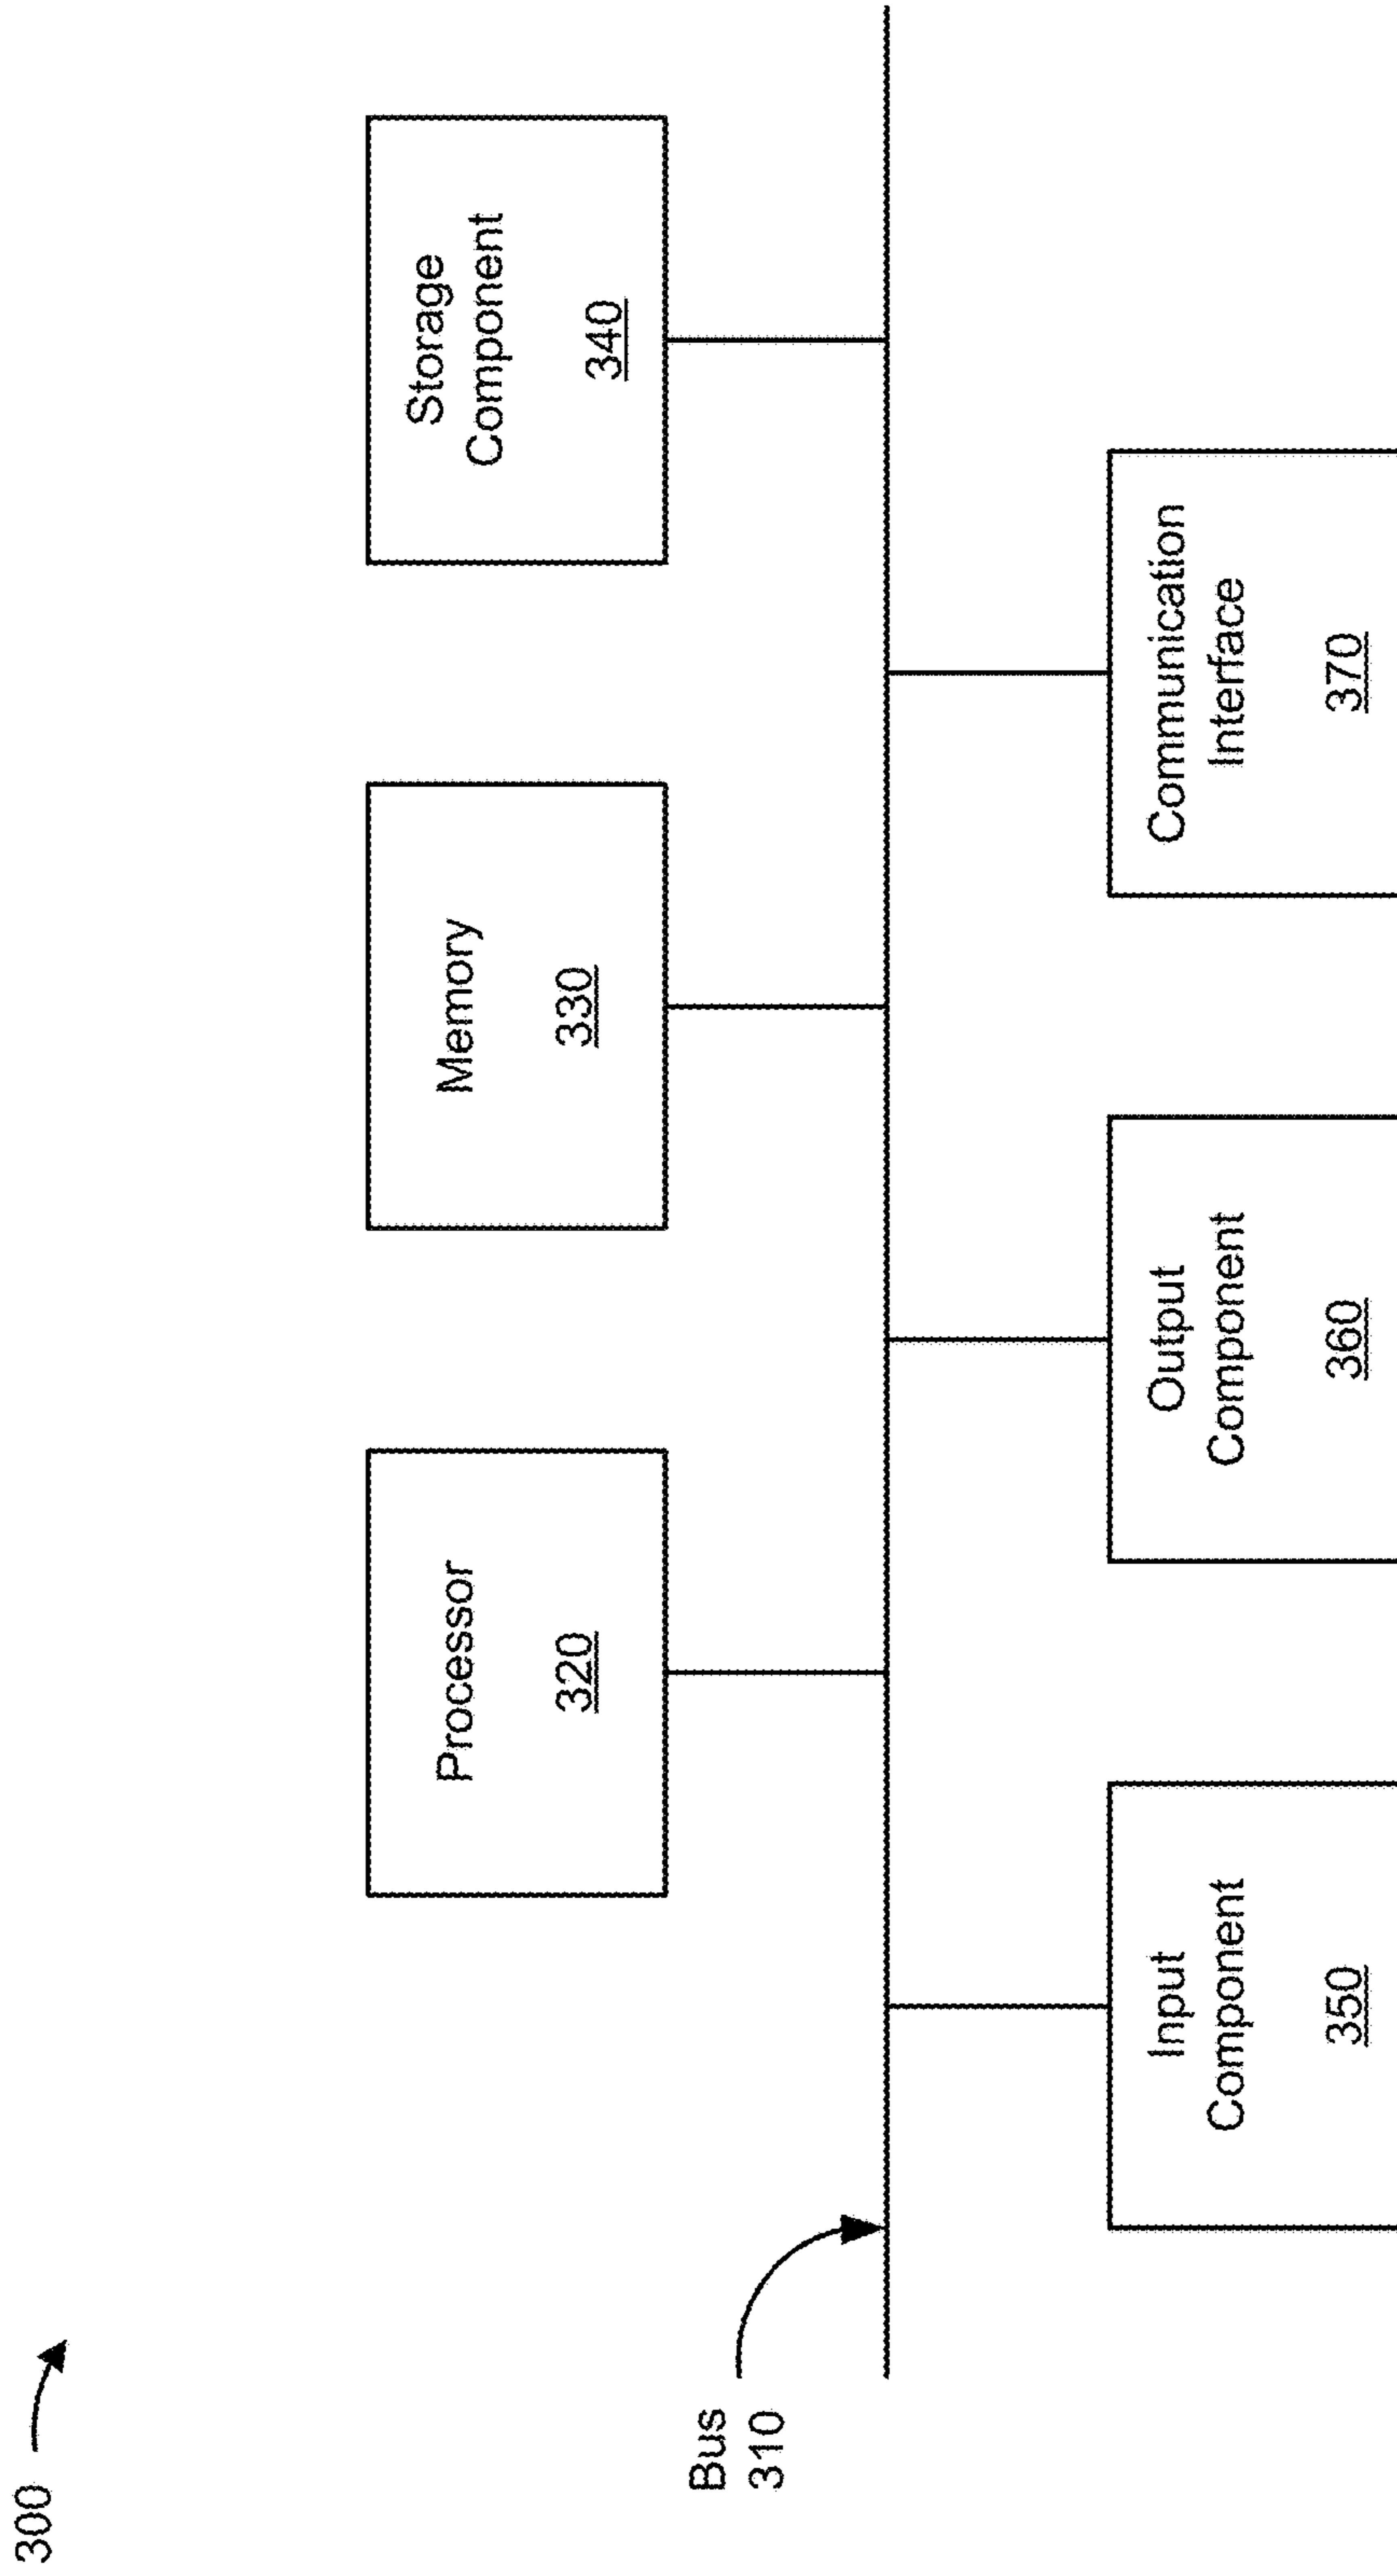 300
Processor
320
Memory
330
Storage
Component
340
Bus
310
Input
Component
350
Output
Component
360
Communication
Interface
370